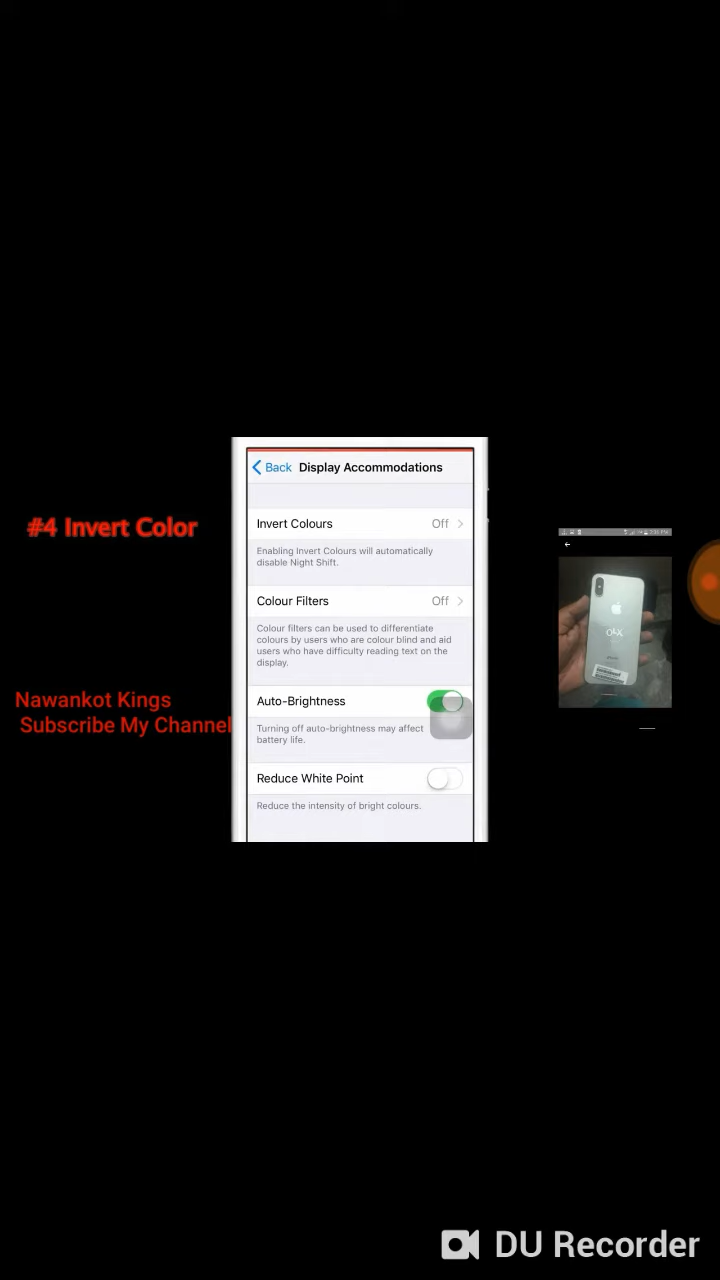 Back Display Accommodations
#4 Invert Color
Invert Colours Off
Enabling Invert Colours will automatically
disable Night Shift.
Colour Filters Off
Colour filters can be used to differentiate
colours by users who are colour blind and aid
users who have difficulty reading text on the
display.
OLX
Nawankot Kings
Subscribe My Channel
Auto-Brightness
Turning off auto-brightness may affect
battery life.
Reduce White Point
Reduce the intensity of bright colours.
DU Recorder